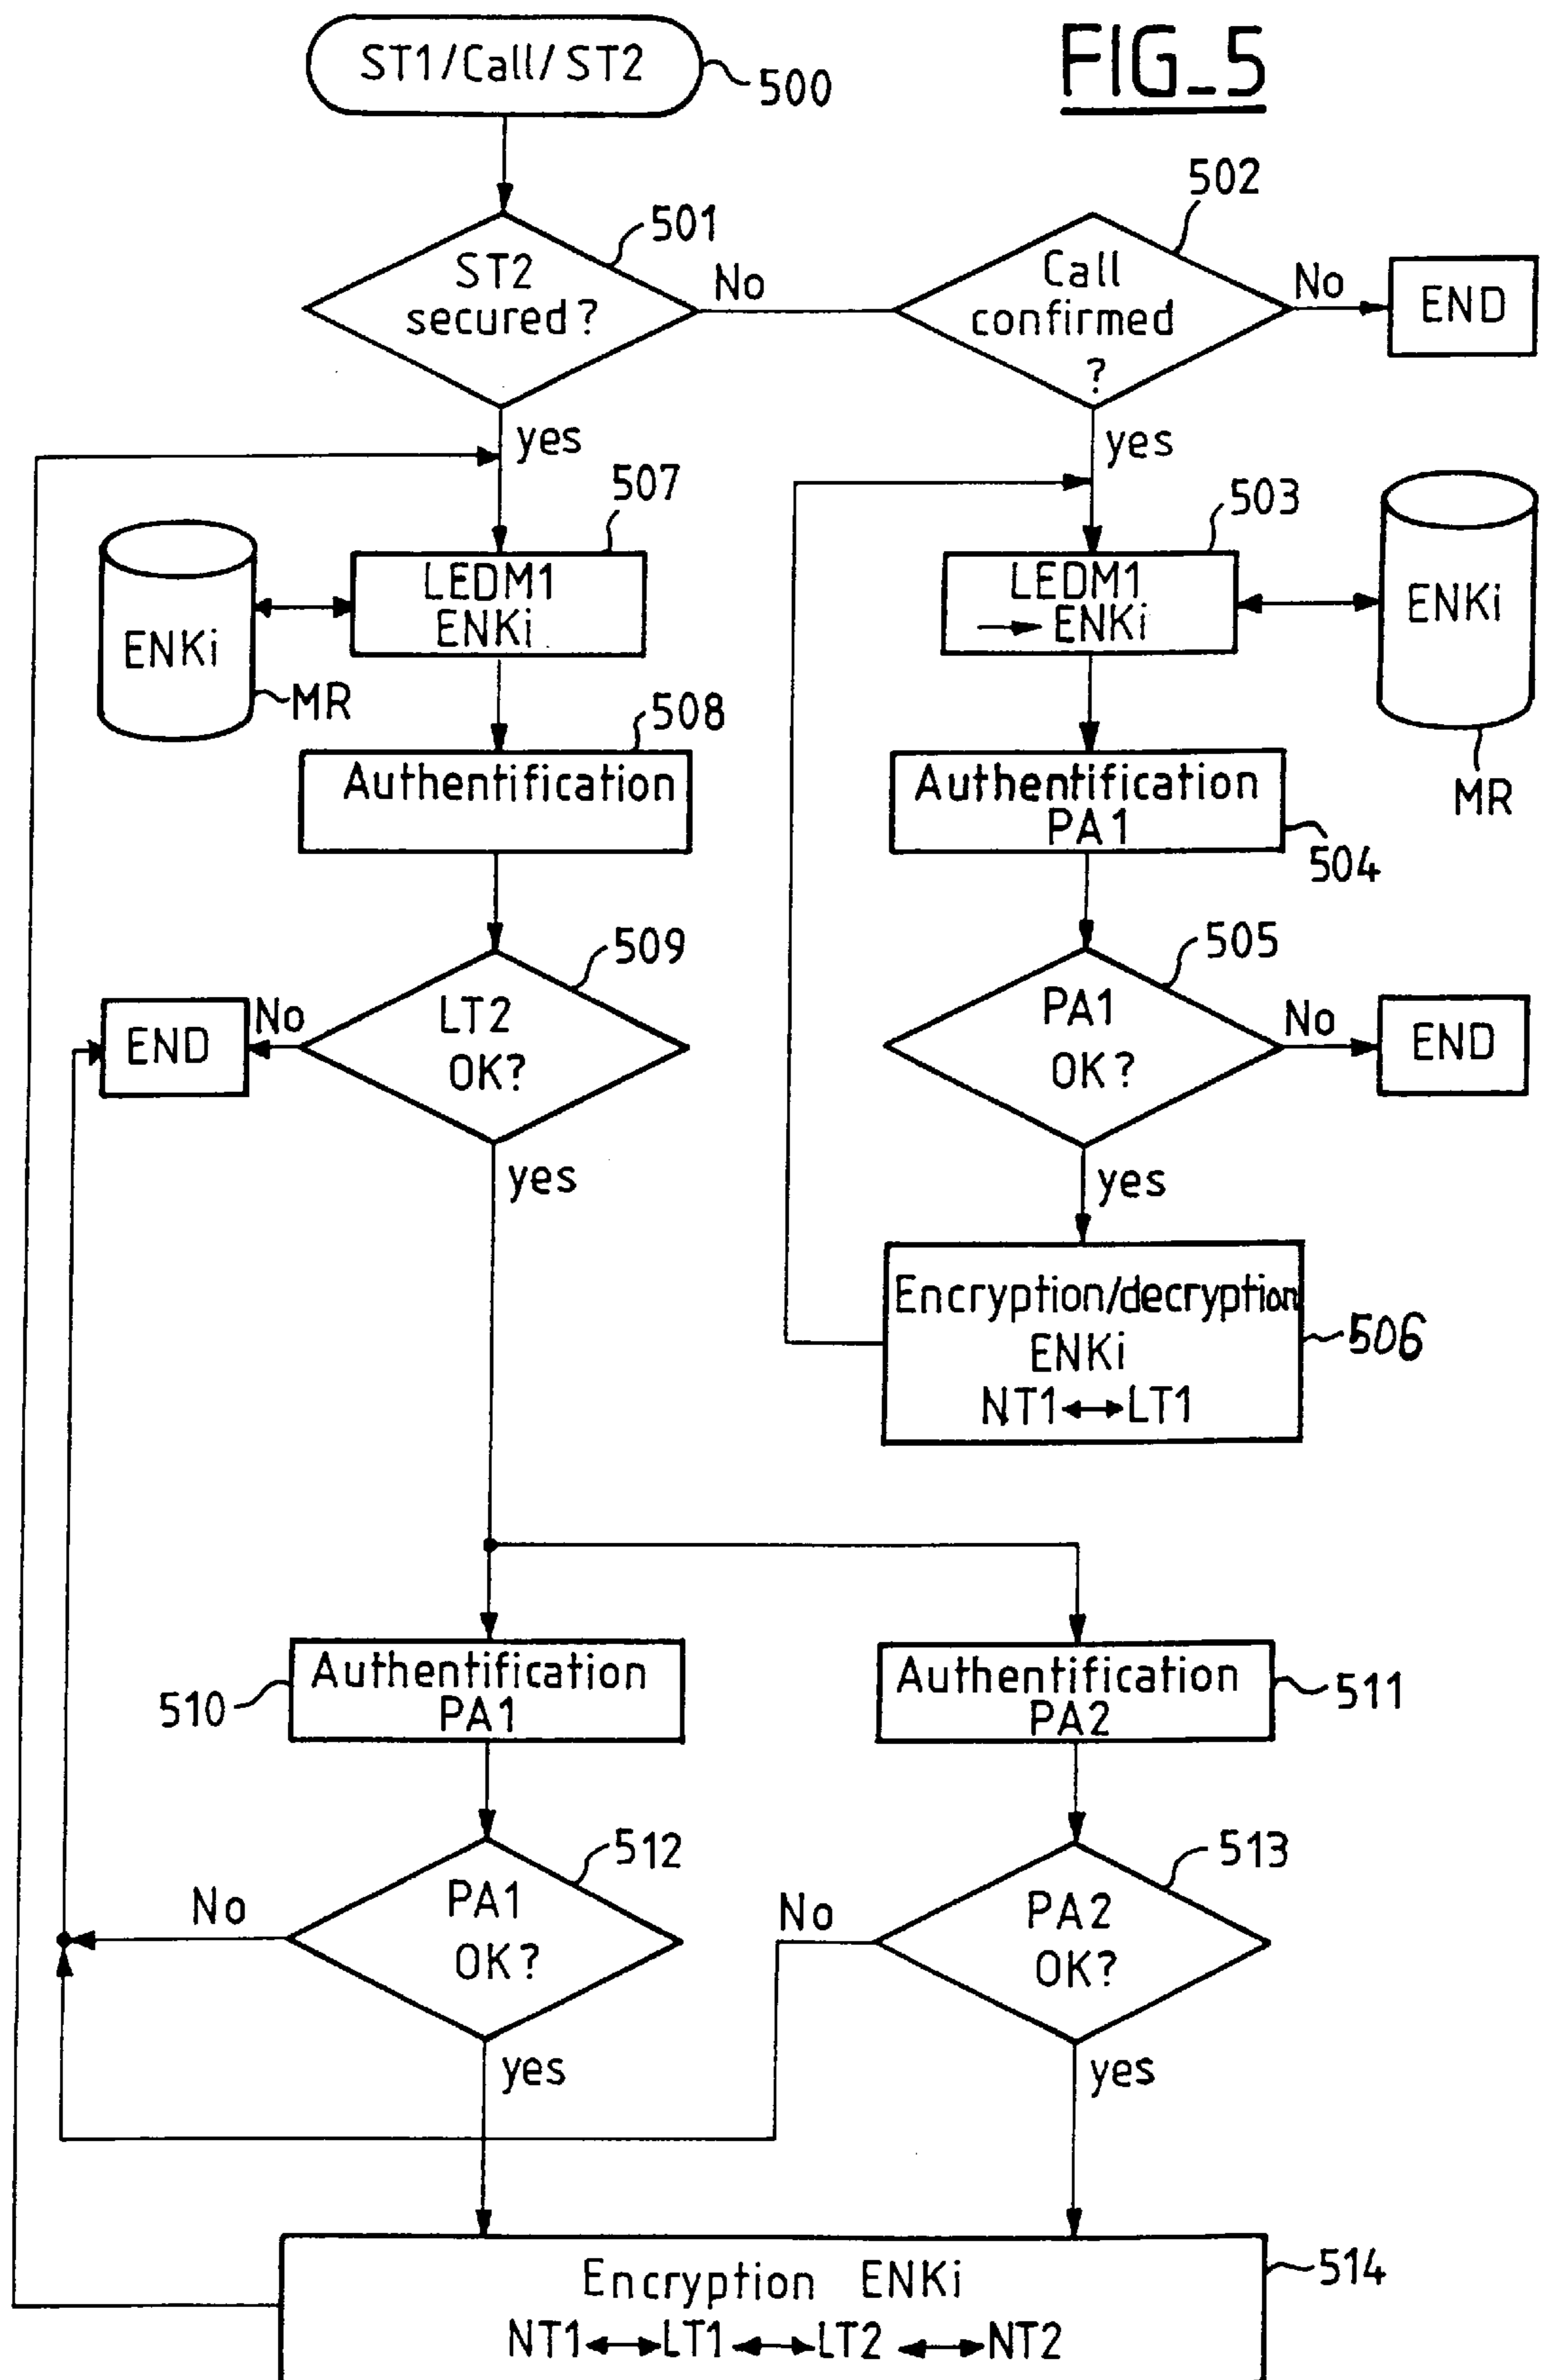 FIG_5
ST1/Call/ST2
500
501
ST2
secured?
No
502
Call
confirmed
?
No
END
yes
yes
507
503
LEDM1
ENKi
ENKi
MR
LEDM1
→ ENKi
ENKi
MR
508
Authentification
Authentification
PA1
504
509
LT2
OK?
No
END
yes
505
PA1
OK?
No
END
yes
Encryption/decryption
ENKi
NT1↔LT1
506
510
Authentification
PA1
Authentification
PA2
511
512
PA1
OK?
No
yes
513
PA2
OK?
No
yes
Encryption ENKi
NT1↔LT1↔LT2↔NT2
514